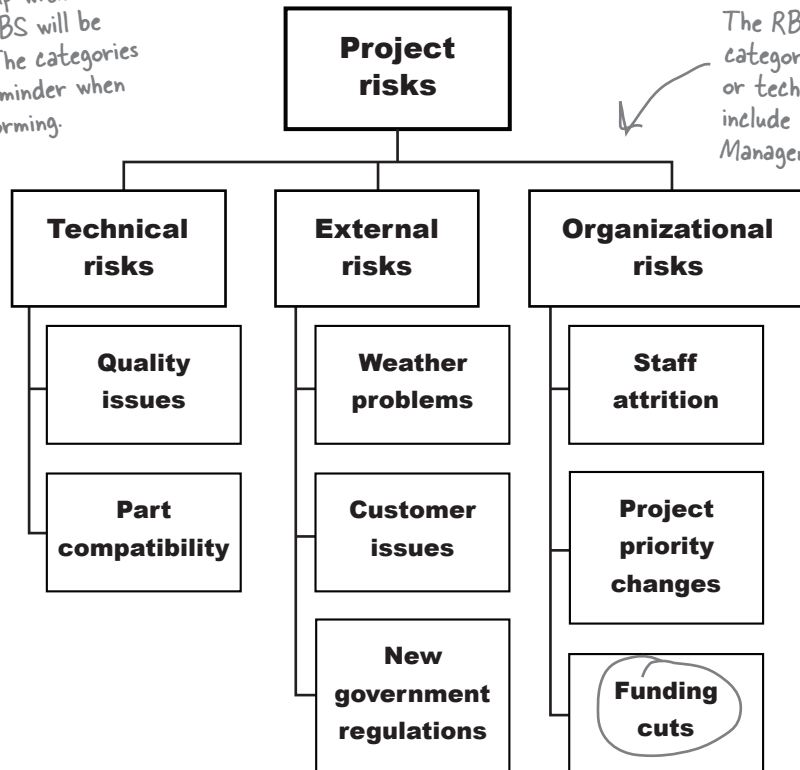 BS will be
The categories
minder when
orming.
The RB
categor
or tech
include
Manager
Project
risks
Technical
risks
External
risks
Organizational
risks
Quality
issues
Weather
problems
Staff
attrition
Part
compatibility
Customer
issues
Project
priority
changes
New
government
regulations
Funding
cuts